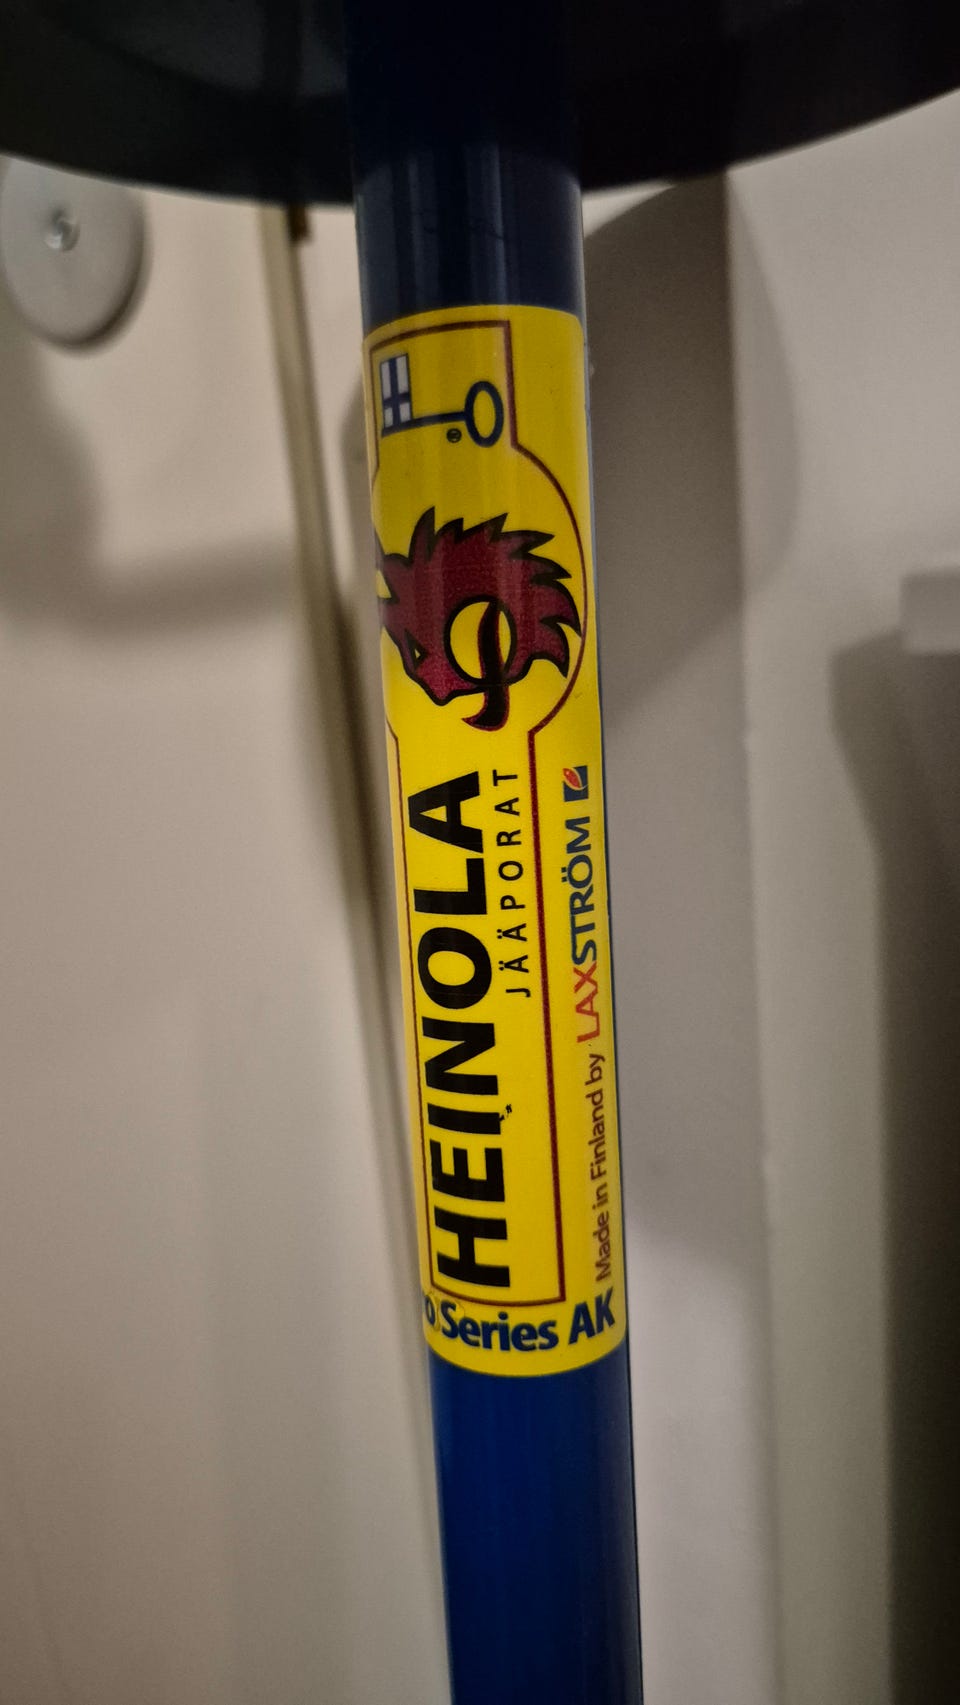 HEINOLA
JÄÄPORAT
Made in Finland by LAXSTRÖM
Series AK
®